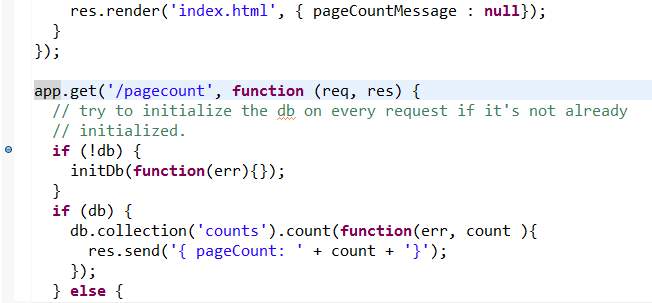 res.render('index.html', { pageCountMessage : null});
}
});
app.get('/pagecount', function (req, res) {
// try to initialize the db on every request if it's not already
// initialized.
if (!db) {
initDb(function(err){});
}
if (db) {
db.collection('counts').count(function(err, count ){
res.send('{ pageCount: ' + count + '}');
});
} else {